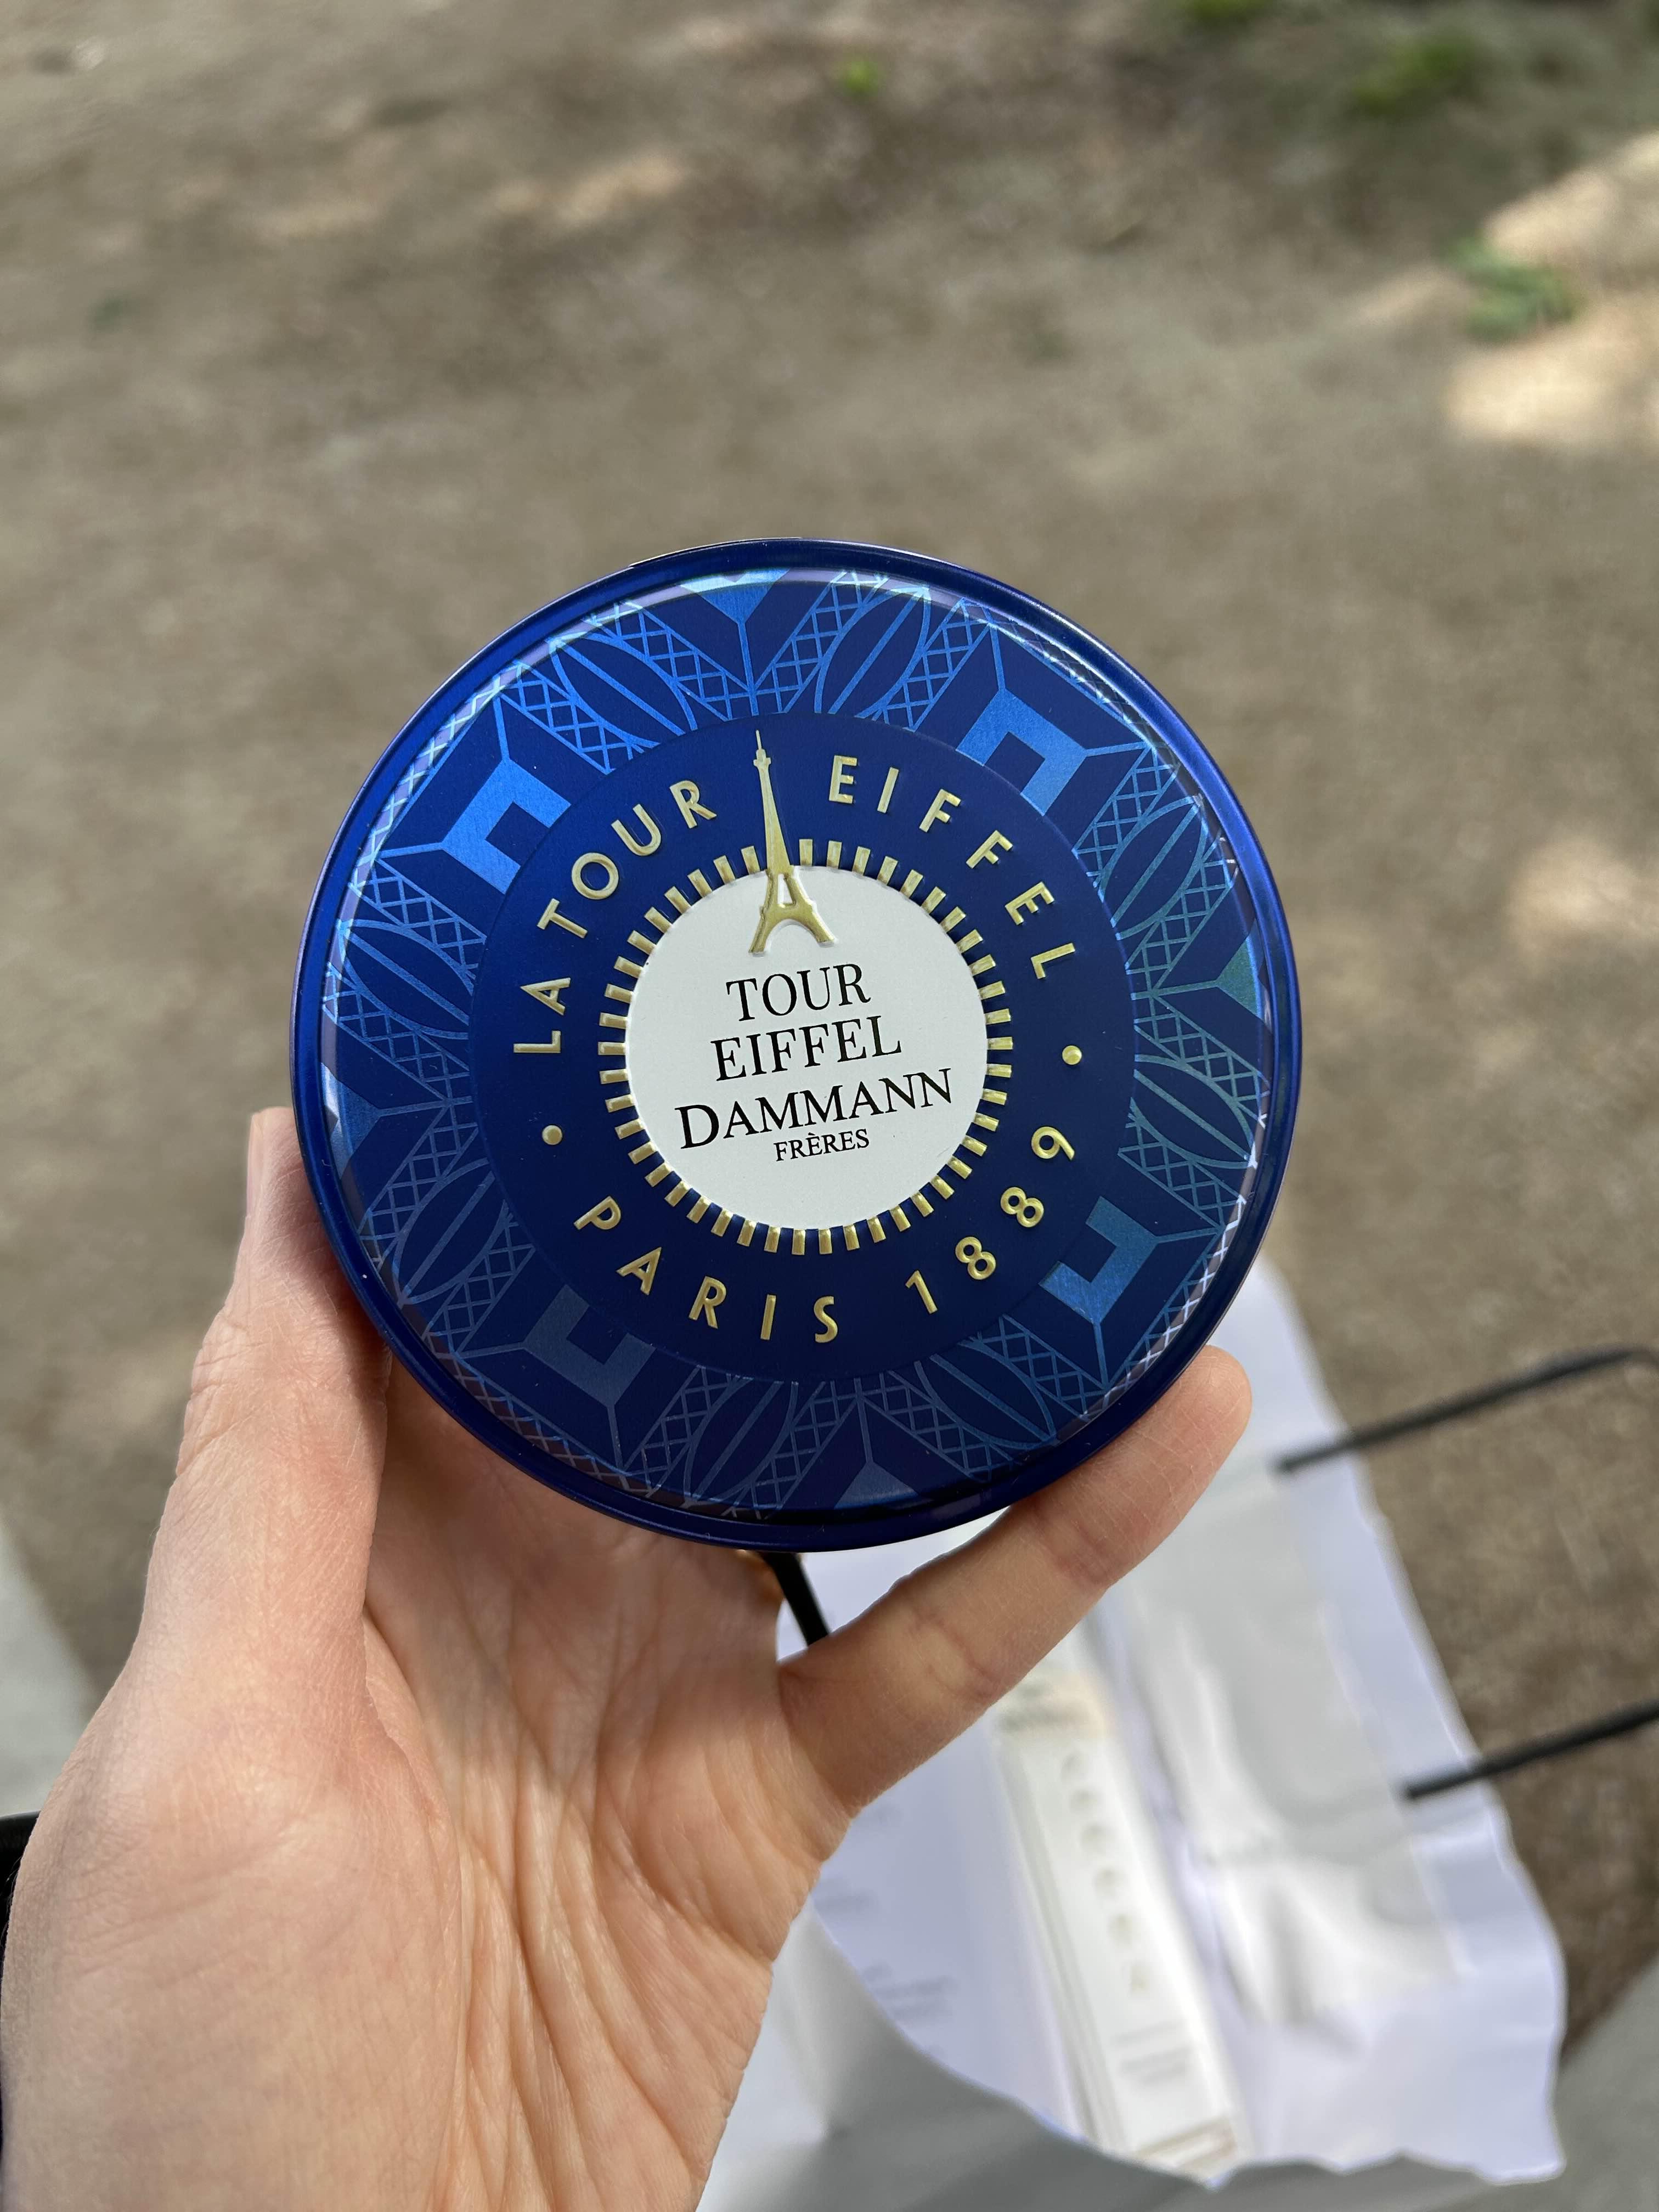 LA TOUR EIFFEL
TOUR
EIFFEL
DAMMANN
FRÈRES
PARIS 1889